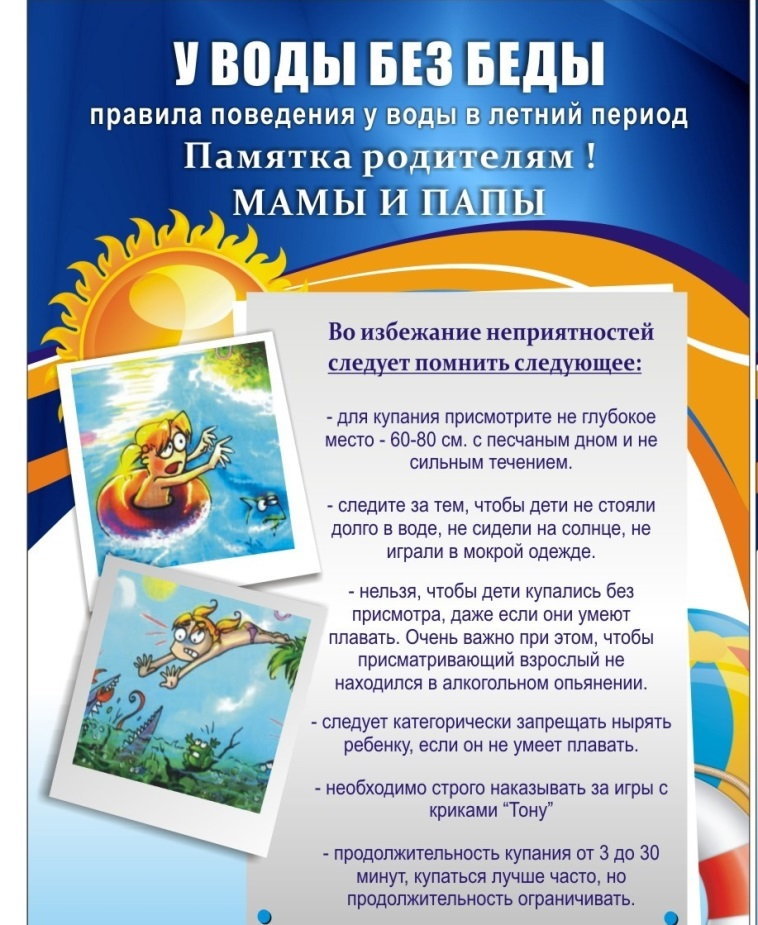 У ВОДЫ БЕЗ БЕДЫ
правила поведения у воды в летний период
Памятка родителям !
МАМЫ И ПАПЫ
Во избежание неприятностей
следует помнить следующее:
- для купания присмотрите не глубокое
место - 60-80 см. с песчаным дном и не
сильным течением.
- следите за тем, чтобы дети не стояли
долго в воде, не сидели на солнце, не
играли в мокрой одежде.
- нельзя, чтобы дети купались без
присмотра, даже если они умеют
плавать. Очень важно при этом, чтобы
присматривающий взрослый не
находился в алкогольном опьянении.
- следует категорически запрещать нырять
ребенку, если он не умеет плавать.
- необходимо строго наказывать за игры с
криками “Тону”
- продолжительность купания от 3 до 30
минут, купаться лучше часто, но
продолжительность ограничивать.